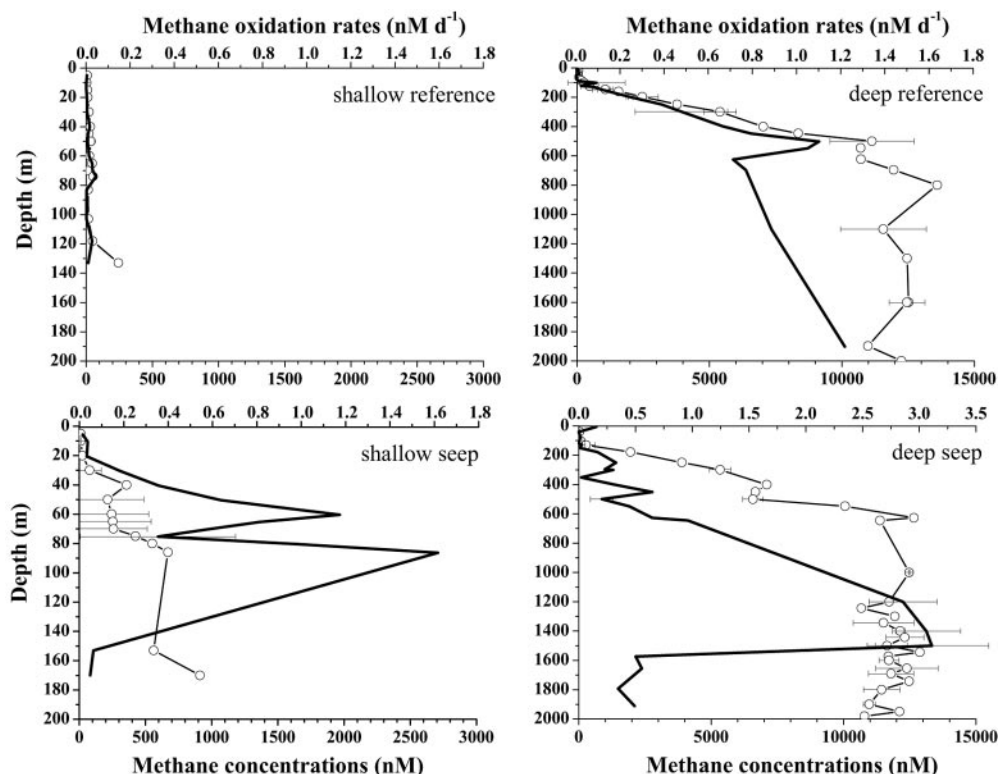 Methane oxidation rates (nM d⁻¹)
0.0 0.2 0.4 0.6 0.8 1.0 1.2 1.4 1.6 1.8
shallow reference
Depth (m)
0
20
40
60
80
100
120
140
160
180
200
0 500 1000 1500 2000 2500 3000
Methane oxidation rates (nM d⁻¹)
0.0 0.2 0.4 0.6 0.8 1.0 1.2 1.4 1.6 1.8
deep reference
0
200
400
600
800
1000
1200
1400
1600
1800
2000
0 5000 10000 15000
0.0 0.2 0.4 0.6 0.8 1.0 1.2 1.4 1.6 1.8
shallow seep
Depth (m)
0
20
40
60
80
100
120
140
160
180
200
0 500 1000 1500 2000 2500 3000
Methane concentrations (nM)
0.0 0.5 1.0 1.5 2.0 2.5 3.0 3.5
deep seep
0
200
400
600
800
1000
1200
1400
1600
1800
2000
0 5000 10000 15000
Methane concentrations (nM)